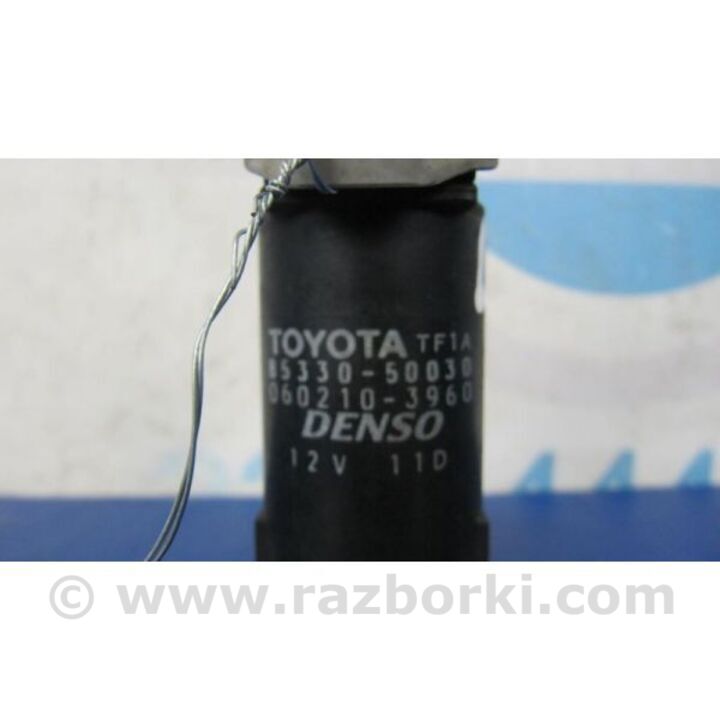 TOYOTA TF1A
85330-50030
060210-3960
DENSO
12V 11D
© www.razborki.com